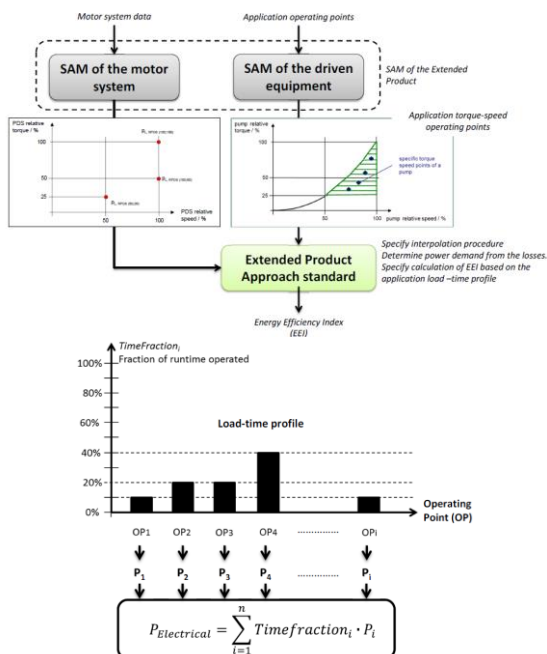 Motor system data
Application operating points
SAM of the motor
system
SAM of the driven
equipment
SAM of the Extended
Product
Application torque-speed
operating points
PDS relative
torque / %
100
50
25
50
100
PDS relative
speed / %
pump relative
torque / %
100
50
25
specific torque
speed points of a
pump
50
100
pump relative speed / %
Extended Product
Approach standard
Specify interpolation procedure
Determine power demand from the losses.
Specify calculation of EEI based on the
application load –time profile
Energy Efficiency Index
(EEI)
TimeFraction i
Fraction of runtime operated
100%
80%
60%
Load-time profile
40%
20%
0%
Operating
Point (OP)
OP1 OP2 OP3 OP4 ................ OPi
P1 P2 P3 P4 ................ Pi
P_Electrical = ∑_{i=1}^{n} Timefraction_i · P_i